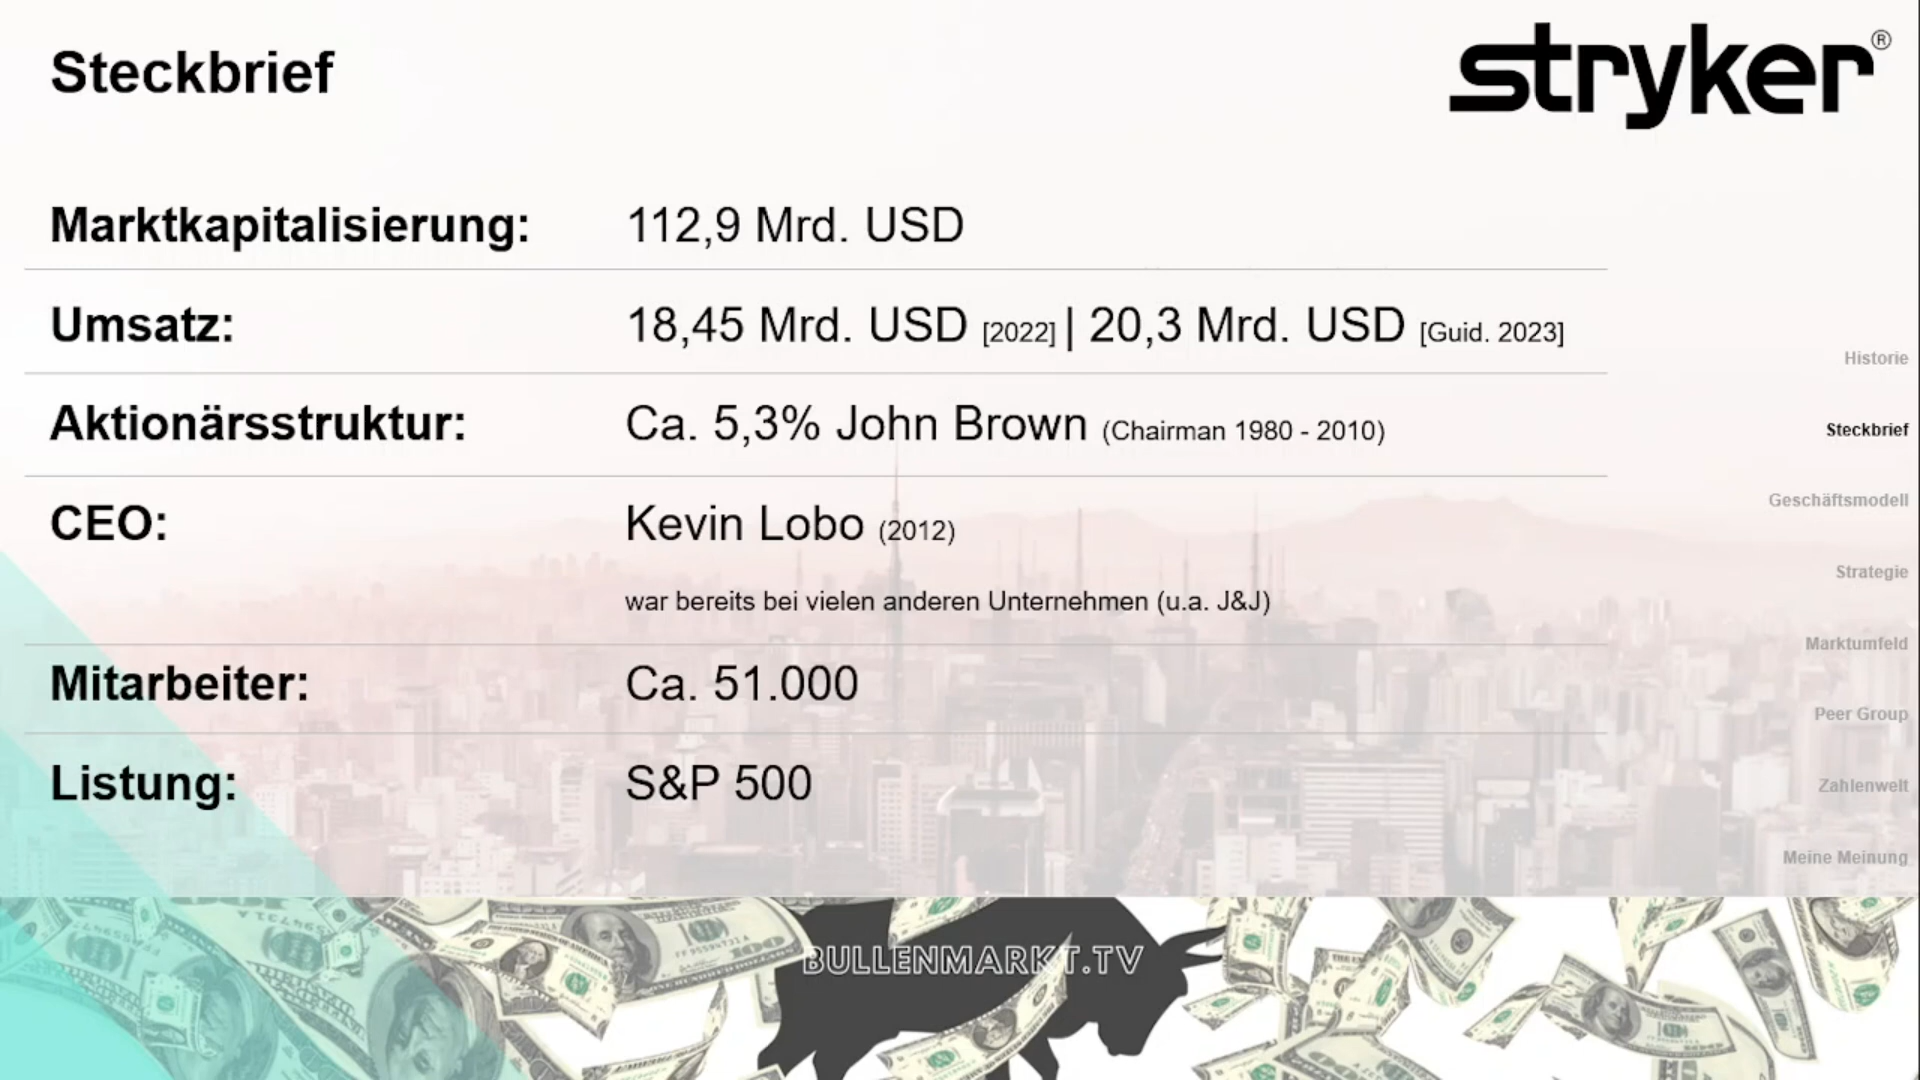 Steckbrief
stryker®
Marktkapitalisierung: 112,9 Mrd. USD
Umsatz: 18,45 Mrd. USD [2022] | 20,3 Mrd. USD [Guid. 2023]
Aktionärsstruktur: Ca. 5,3% John Brown (Chairman 1980 - 2010)
CEO: Kevin Lobo (2012)
war bereits bei vielen anderen Unternehmen (u.a. J&J)
Mitarbeiter: Ca. 51.000
Listung: S&P 500
Historie
Steckbrief
Geschäftsmodell
Strategie
Marktumfeld
Peer Group
Zahlenwelt
Meine Meinung
BULLENMARKT.TV